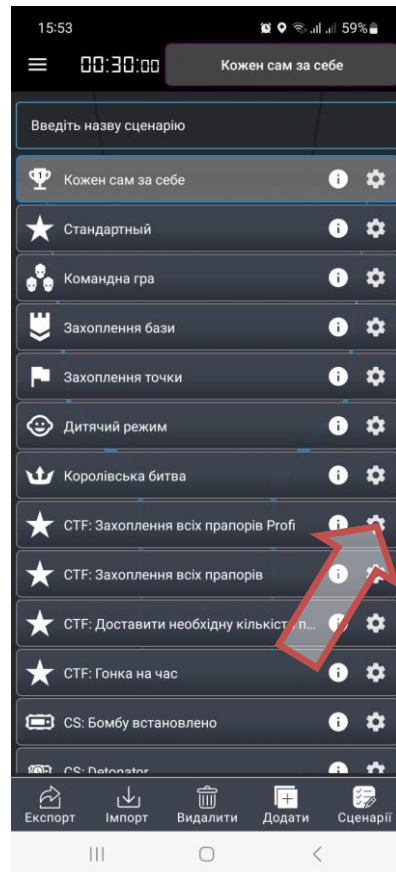 15:53
59%
00:30:00
Кожен сам за себе
Введіть назву сценарію
Кожен сам за себе
Стандартный
Командна гра
Захоплення бази
Захоплення точки
Дитячий режим
Королівська битва
CTF: Захоплення всіх прапорів Profi
CTF: Захоплення всіх прапорів
CTF: Доставити необхідну кількість п...
CTF: Гонка на час
CS: Бомбу встановлено
CS: Detonator
Експорт Імпорт Видалити Додати Сценарії